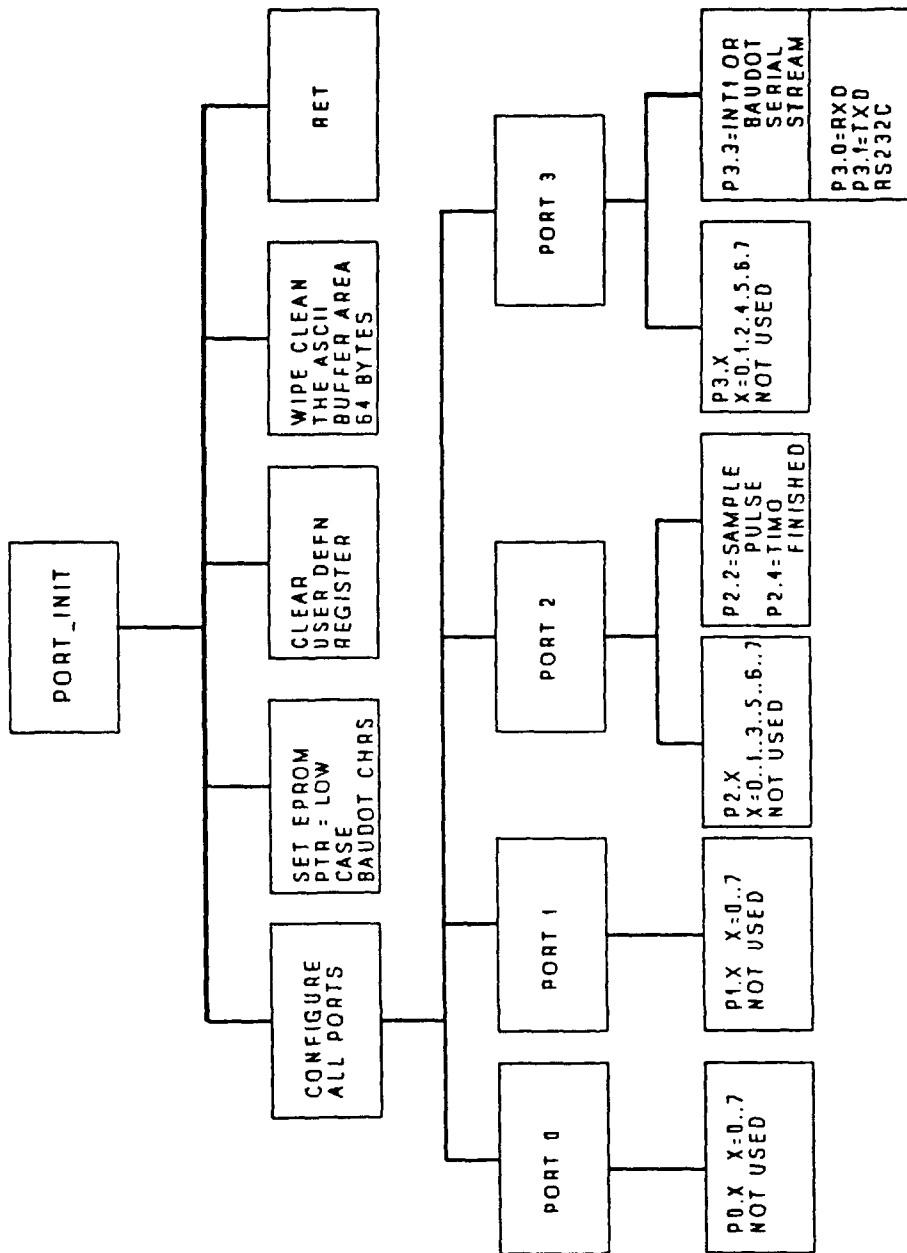 PORT_INIT
CONFIGURE
ALL PORTS
SET EPROM
PTR = LOW
CASE
BAUDOT CHRS
CLEAR
USER DEFN
REGISTER
WIPE CLEAN
THE ASCII
BUFFER AREA
64 BYTES
RET
PORT 0
PORT 1
PORT 2
PORT 3
P0.X X=0..7
NOT USED
P1.X X=0..7
NOT USED
P2.X
X=0..1..3..5..6..7
NOT USED
P2.2=SAMPLE
PULSE
P2.4=TIM0
FINISHED
P3.X
X=0.1.2.4.5.6.7
NOT USED
P3.3=INT1 OR
BAUDOT
SERIAL
STREAM
P3.0=RXD
P3.1=TXD
RS232C